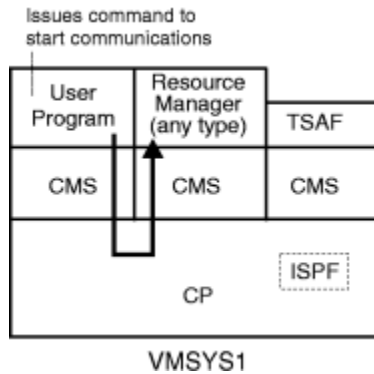 Issues command to
start communications
User
Program
Resource
Manager
(any type)
TSAF
CMS
CMS
CMS
ISPF
CP
VMSYS1